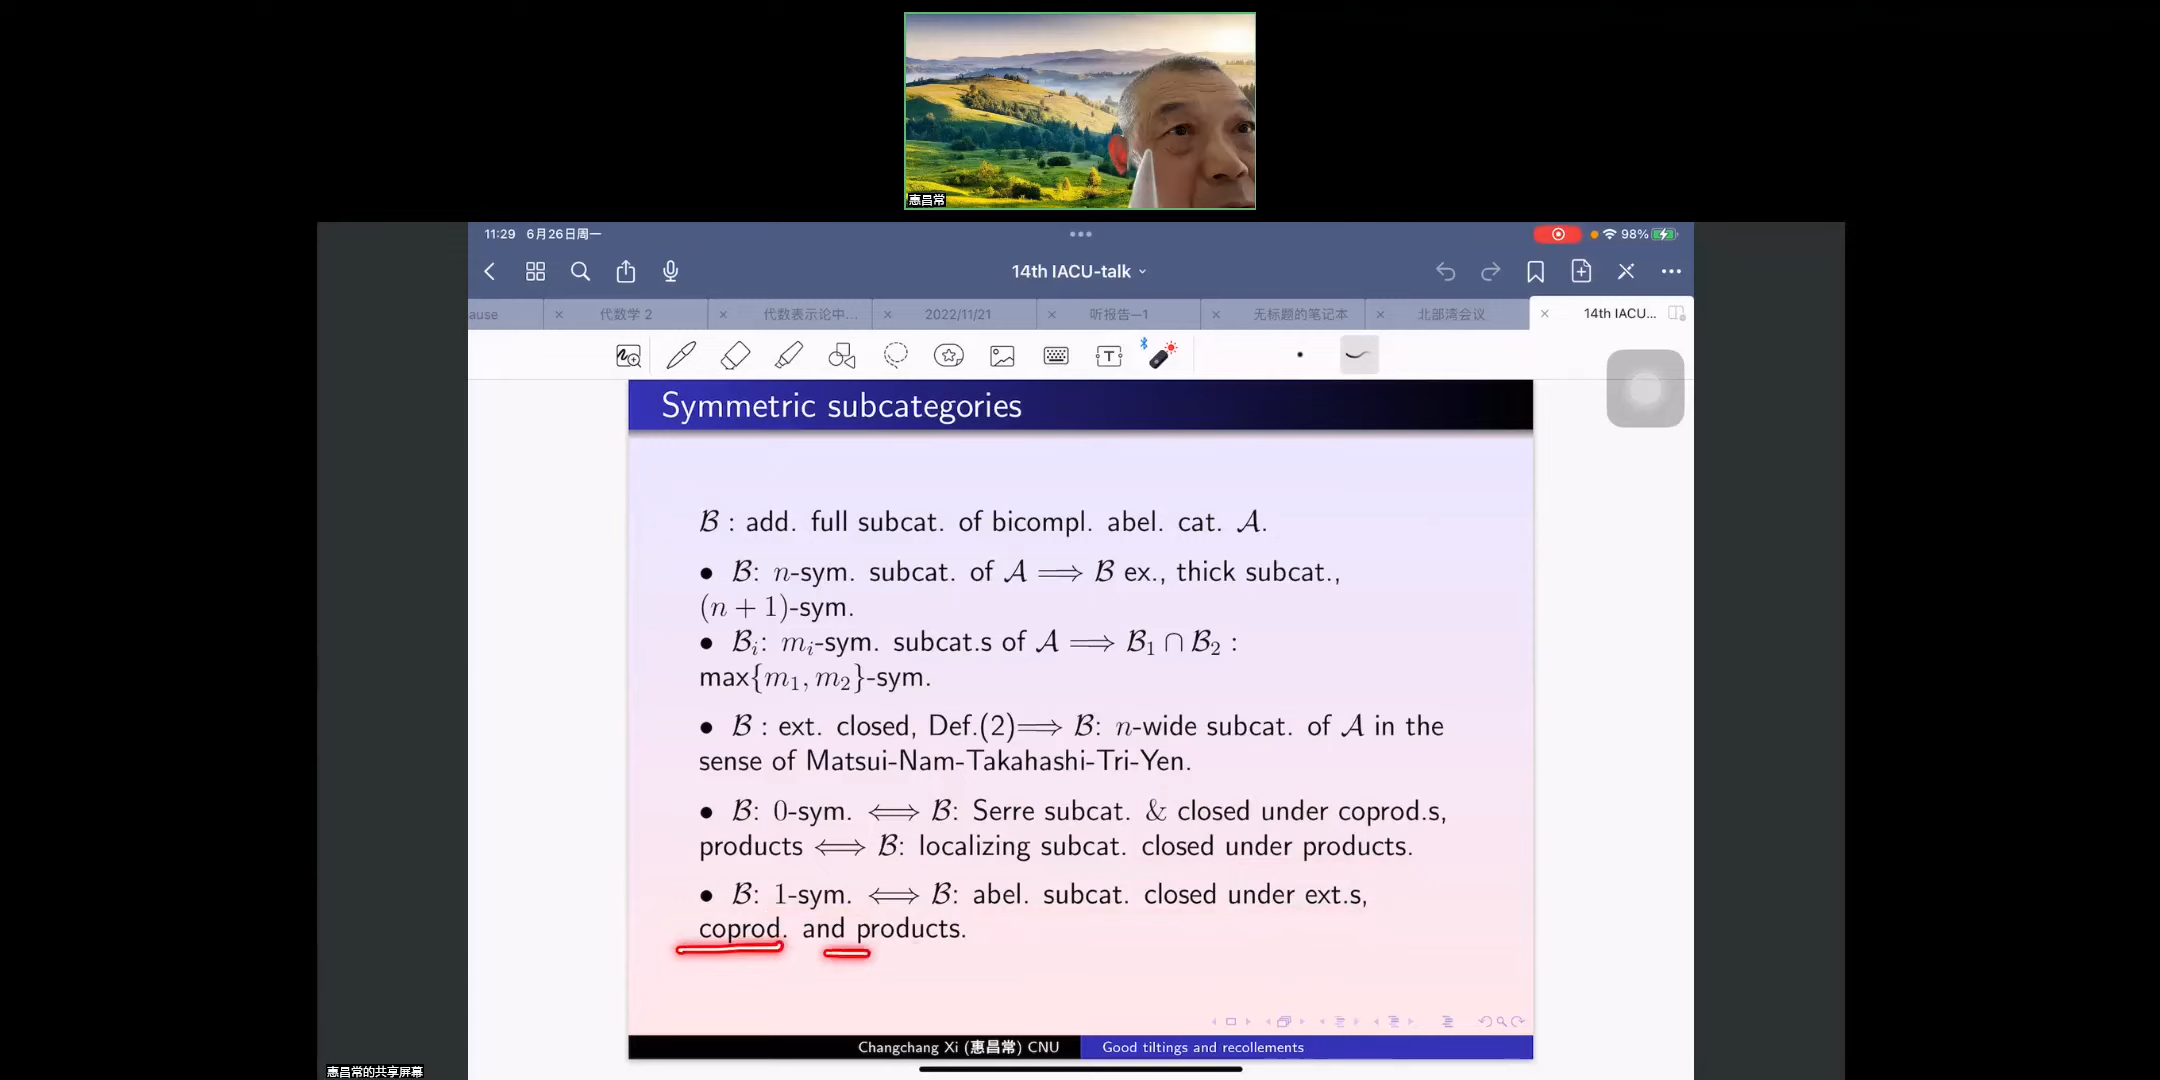 惠昌常
11:29 6月26日周一
98%
14th IACU-talk
ause
代数学 2
代数表示论中...
2022/11/21
听报告—1
无标题的笔记本
北部湾会议
14th IACU...
Symmetric subcategories
ℬ : add. full subcat. of bicompl. abel. cat. 𝒜.
• ℬ: n-sym. subcat. of 𝒜 ⟹ ℬ ex., thick subcat.,
(n + 1)-sym.
• ℬᵢ: mᵢ-sym. subcat.s of 𝒜 ⟹ ℬ₁ ∩ ℬ₂ :
max{m₁, m₂}-sym.
• ℬ : ext. closed, Def.(2)⟹ ℬ: n-wide subcat. of 𝒜 in the
sense of Matsui-Nam-Takahashi-Tri-Yen.
• ℬ: 0-sym. ⟺ ℬ: Serre subcat. & closed under coprod.s,
products ⟺ ℬ: localizing subcat. closed under products.
• ℬ: 1-sym. ⟺ ℬ: abel. subcat. closed under ext.s,
coprod. and products.
Changchang Xi (惠昌常) CNU
Good tiltings and recollements
惠昌常的共享屏幕